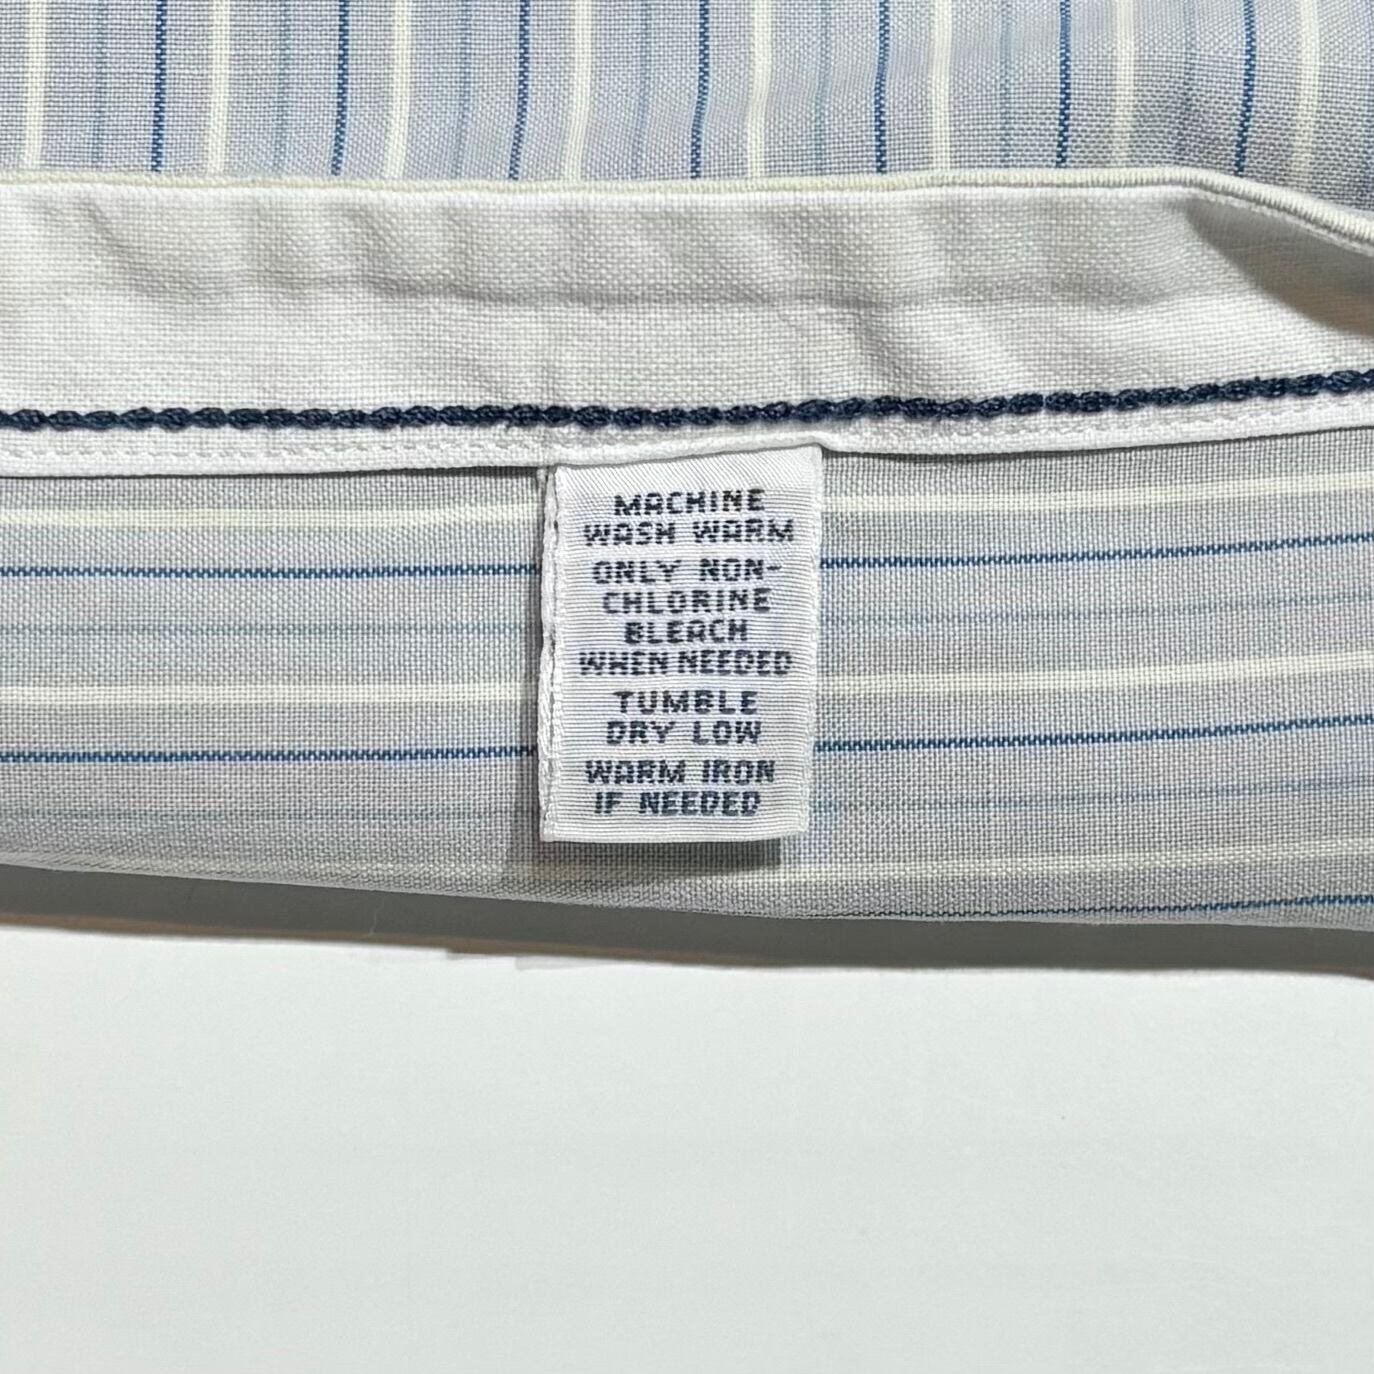 MACHINE
WASH WARM
ONLY NON-
CHLORINE
BLEACH
WHEN NEEDED
TUMBLE
DRY LOW
WARM IRON
IF NEEDED